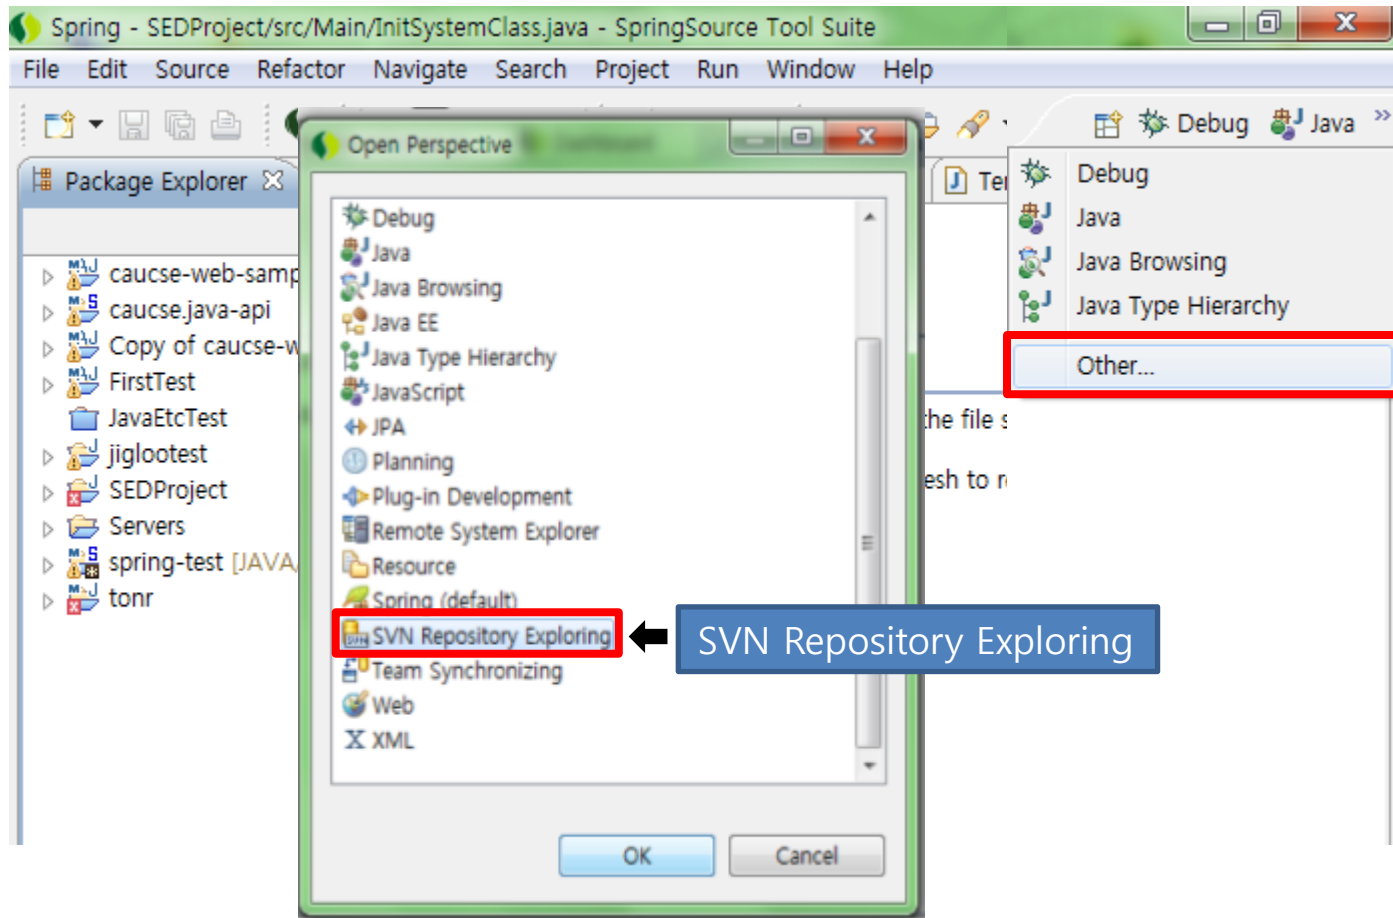 Spring - SEDProject/src/Main/InitSystemClass.java - SpringSource Tool Suite
File Edit Source Refactor Navigate Search Project Run Window Help
Debug Java
Package Explorer
caucse-web-samp
caucse.java-api
Copy of caucse-w
FirstTest
JavaEtcTest
jiglootest
SEDProject
Servers
spring-test [JAVA,
tonr
Open Perspective
Debug
Java
Java Browsing
Java EE
Java Type Hierarchy
JavaScript
JPA
Planning
Plug-in Development
Remote System Explorer
Resource
Spring (default)
SVN Repository Exploring
Team Synchronizing
Web
XML
OK Cancel
SVN Repository Exploring
Te
Debug
Java
Java Browsing
Java Type Hierarchy
Other...
the file s
esh to r